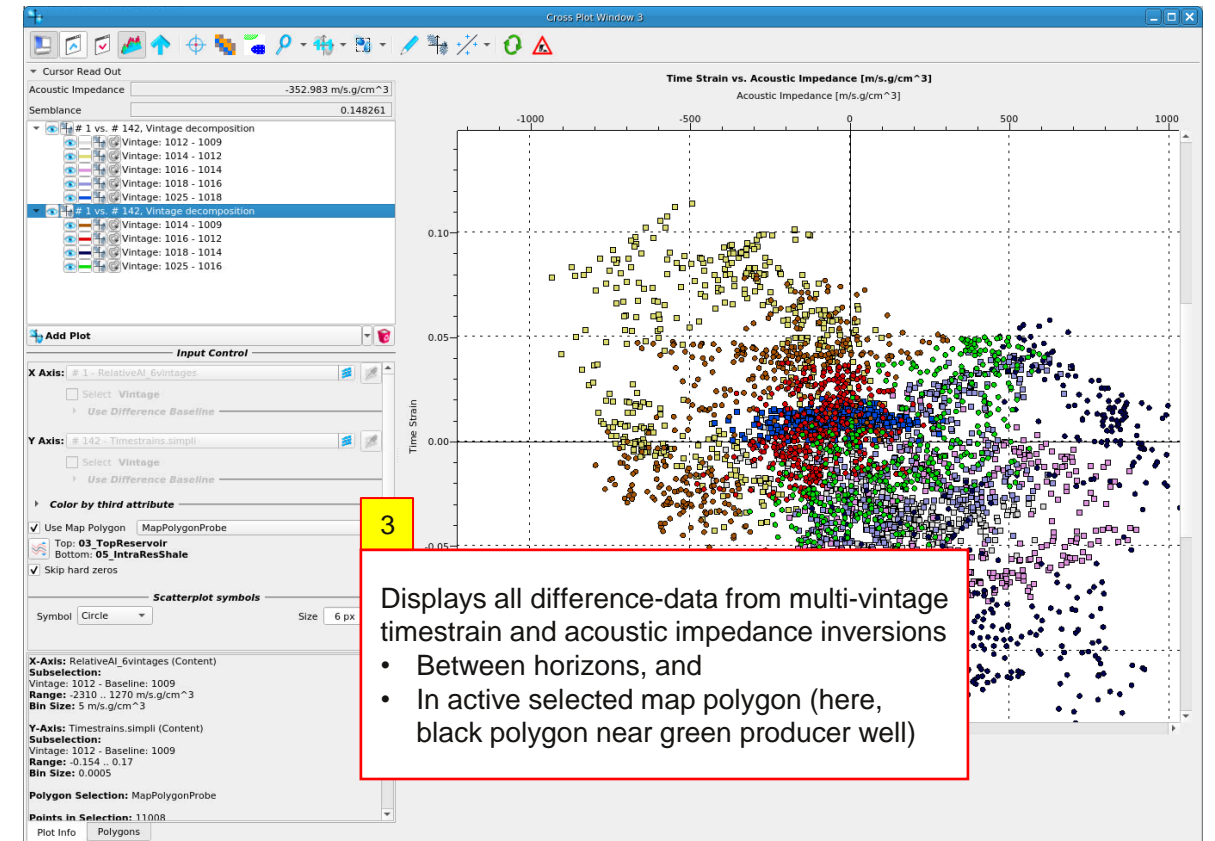 Cross Plot Window 3
Cursor Read Out
Acoustic Impedance -352.983 m/s.g/cm^3
Semblance 0.148261
# 1 vs. # 142, Vintage decomposition
Vintage: 1012 - 1009
Vintage: 1014 - 1012
Vintage: 1016 - 1014
Vintage: 1018 - 1016
Vintage: 1025 - 1018
# 1 vs. # 142, Vintage decomposition
Vintage: 1014 - 1009
Vintage: 1016 - 1012
Vintage: 1018 - 1014
Vintage: 1025 - 1016
Add Plot
Input Control
X Axis: # 1 - RelativeAI_6vintages
Select Vintage
Use Difference Baseline
Y Axis: # 142 - Timestrains.simpli
Select Vintage
Use Difference Baseline
Color by third attribute
Use Map Polygon MapPolygonProbe
Top: 03_TopReservoir
Bottom: 05_IntraResShale
Skip hard zeros
Scatterplot symbols
Symbol Circle Size 6 px
X-Axis: RelativeAI_6vintages (Content)
Subselection:
Vintage: 1012 - Baseline: 1009
Range: -2310 .. 1270 m/s.g/cm^3
Bin Size: 5 m/s.g/cm^3
Y-Axis: Timestrains.simpli (Content)
Subselection:
Vintage: 1012 - Baseline: 1009
Range: -0.154 .. 0.17
Bin Size: 0.0005
Polygon Selection: MapPolygonProbe
Points in Selection: 11008
Plot Info Polygons
Time Strain vs. Acoustic Impedance [m/s.g/cm^3]
Acoustic Impedance [m/s.g/cm^3]
-1000 -500 0 500 1000
0.10
0.05
0.00
-0.05
Time Strain
3
Displays all difference-data from multi-vintage
timestrain and acoustic impedance inversions
• Between horizons, and
• In active selected map polygon (here,
black polygon near green producer well)